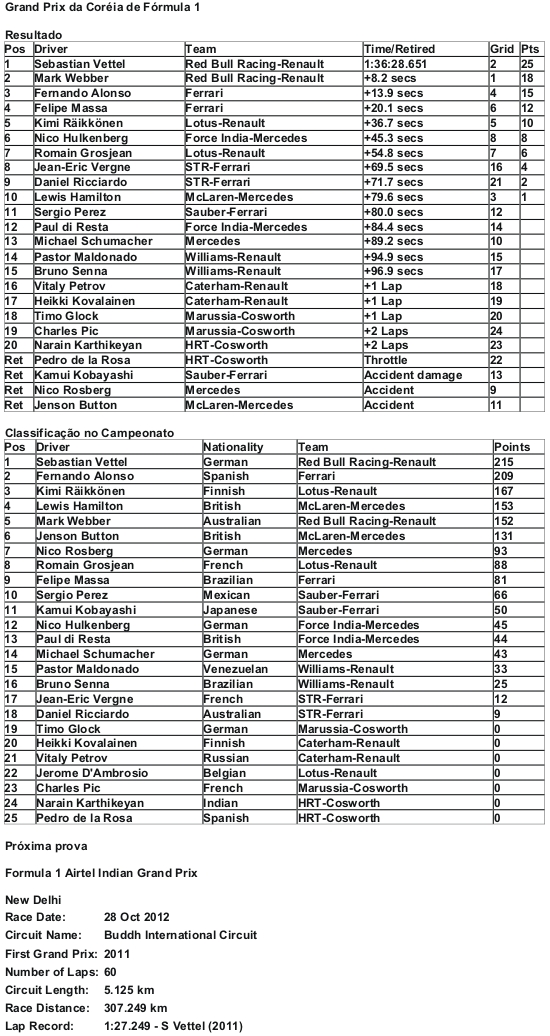 Grand Prix da Coréia de Fórmula 1
Resultado
Pos Driver Team Time/Retired Grid Pts
1 Sebastian Vettel Red Bull Racing-Renault 1:36:28.651 2 25
2 Mark Webber Red Bull Racing-Renault +8.2 secs 1 18
3 Fernando Alonso Ferrari +13.9 secs 4 15
4 Felipe Massa Ferrari +20.1 secs 6 12
5 Kimi Räikkönen Lotus-Renault +36.7 secs 5 10
6 Nico Hulkenberg Force India-Mercedes +45.3 secs 8 8
7 Romain Grosjean Lotus-Renault +54.8 secs 7 6
8 Jean-Eric Vergne STR-Ferrari +69.5 secs 16 4
9 Daniel Ricciardo STR-Ferrari +71.7 secs 21 2
10 Lewis Hamilton McLaren-Mercedes +79.6 secs 3 1
11 Sergio Perez Sauber-Ferrari +80.0 secs 12
12 Paul di Resta Force India-Mercedes +84.4 secs 14
13 Michael Schumacher Mercedes +89.2 secs 10
14 Pastor Maldonado Williams-Renault +94.9 secs 15
15 Bruno Senna Williams-Renault +96.9 secs 17
16 Vitaly Petrov Caterham-Renault +1 Lap 18
17 Heikki Kovalainen Caterham-Renault +1 Lap 19
18 Timo Glock Marussia-Cosworth +1 Lap 20
19 Charles Pic Marussia-Cosworth +2 Laps 24
20 Narain Karthikeyan HRT-Cosworth +2 Laps 23
Ret Pedro de la Rosa HRT-Cosworth Throttle 22
Ret Kamui Kobayashi Sauber-Ferrari Accident damage 13
Ret Nico Rosberg Mercedes Accident 9
Ret Jenson Button McLaren-Mercedes Accident 11
Classificação no Campeonato
Pos Driver Nationality Team Points
1 Sebastian Vettel German Red Bull Racing-Renault 215
2 Fernando Alonso Spanish Ferrari 209
3 Kimi Räikkönen Finnish Lotus-Renault 167
4 Lewis Hamilton British McLaren-Mercedes 153
5 Mark Webber Australian Red Bull Racing-Renault 152
6 Jenson Button British McLaren-Mercedes 131
7 Nico Rosberg German Mercedes 93
8 Romain Grosjean French Lotus-Renault 88
9 Felipe Massa Brazilian Ferrari 81
10 Sergio Perez Mexican Sauber-Ferrari 66
11 Kamui Kobayashi Japanese Sauber-Ferrari 50
12 Nico Hulkenberg German Force India-Mercedes 45
13 Paul di Resta British Force India-Mercedes 44
14 Michael Schumacher German Mercedes 43
15 Pastor Maldonado Venezuelan Williams-Renault 33
16 Bruno Senna Brazilian Williams-Renault 25
17 Jean-Eric Vergne French STR-Ferrari 12
18 Daniel Ricciardo Australian STR-Ferrari 9
19 Timo Glock German Marussia-Cosworth 0
20 Heikki Kovalainen Finnish Caterham-Renault 0
21 Vitaly Petrov Russian Caterham-Renault 0
22 Jerome D'Ambrosio Belgian Lotus-Renault 0
23 Charles Pic French Marussia-Cosworth 0
24 Narain Karthikeyan Indian HRT-Cosworth 0
25 Pedro de la Rosa Spanish HRT-Cosworth 0
Próxima prova
Formula 1 Airtel Indian Grand Prix
New Delhi
Race Date: 28 Oct 2012
Circuit Name: Buddh International Circuit
First Grand Prix: 2011
Number of Laps: 60
Circuit Length: 5.125 km
Race Distance: 307.249 km
Lap Record: 1:27.249 - S Vettel (2011)